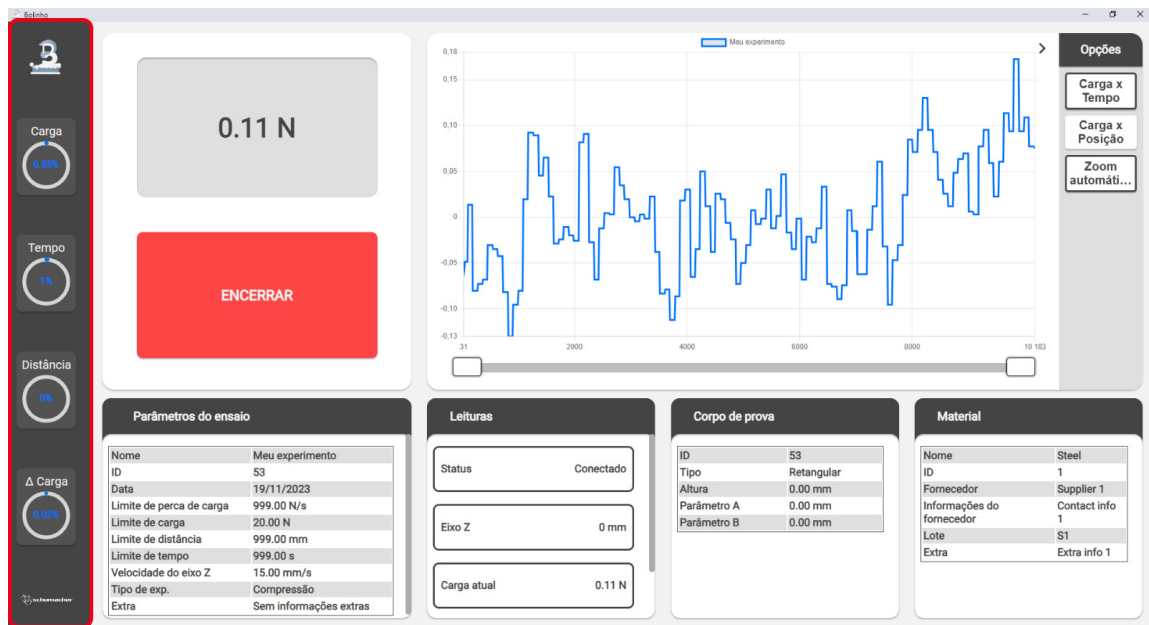 Bolinho
Carga
0.55%
Tempo
1%
Distância
0%
Δ Carga
0.02%
schumacher
0.11 N
ENCERRAR
Meu experimento
0,18
0,15
0,10
0,05
0
-0,05
-0,10
-0,13
31 2000 4000 6000 8000 10 183
Opções
Carga x
Tempo
Carga x
Posição
Zoom
automáti...
Parâmetros do ensaio
Nome Meu experimento
ID 53
Data 19/11/2023
Limite de perca de carga 999.00 N/s
Limite de carga 20.00 N
Limite de distância 999.00 mm
Limite de tempo 999.00 s
Velocidade do eixo Z 15.00 mm/s
Tipo de exp. Compressão
Extra Sem informações extras
Leituras
Status Conectado
Eixo Z 0 mm
Carga atual 0.11 N
Corpo de prova
ID 53
Tipo Retangular
Altura 0.00 mm
Parâmetro A 0.00 mm
Parâmetro B 0.00 mm
Material
Nome Steel
ID 1
Fornecedor Supplier 1
Informações do Contact info
fornecedor 1
Lote S1
Extra Extra info 1